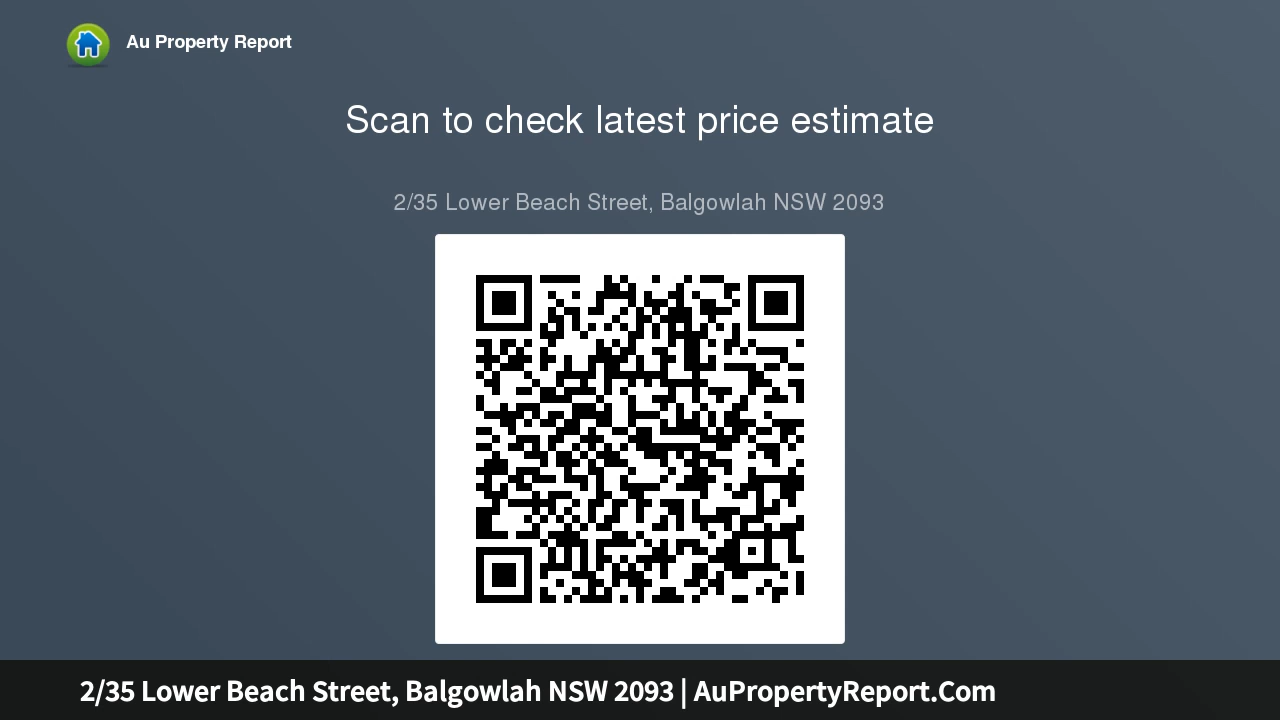 Au Property Report
Scan to check latest price estimate
2/35 Lower Beach Street, Balgowlah NSW 2093
2/35 Lower Beach Street, Balgowlah NSW 2093 | AuPropertyReport.Com